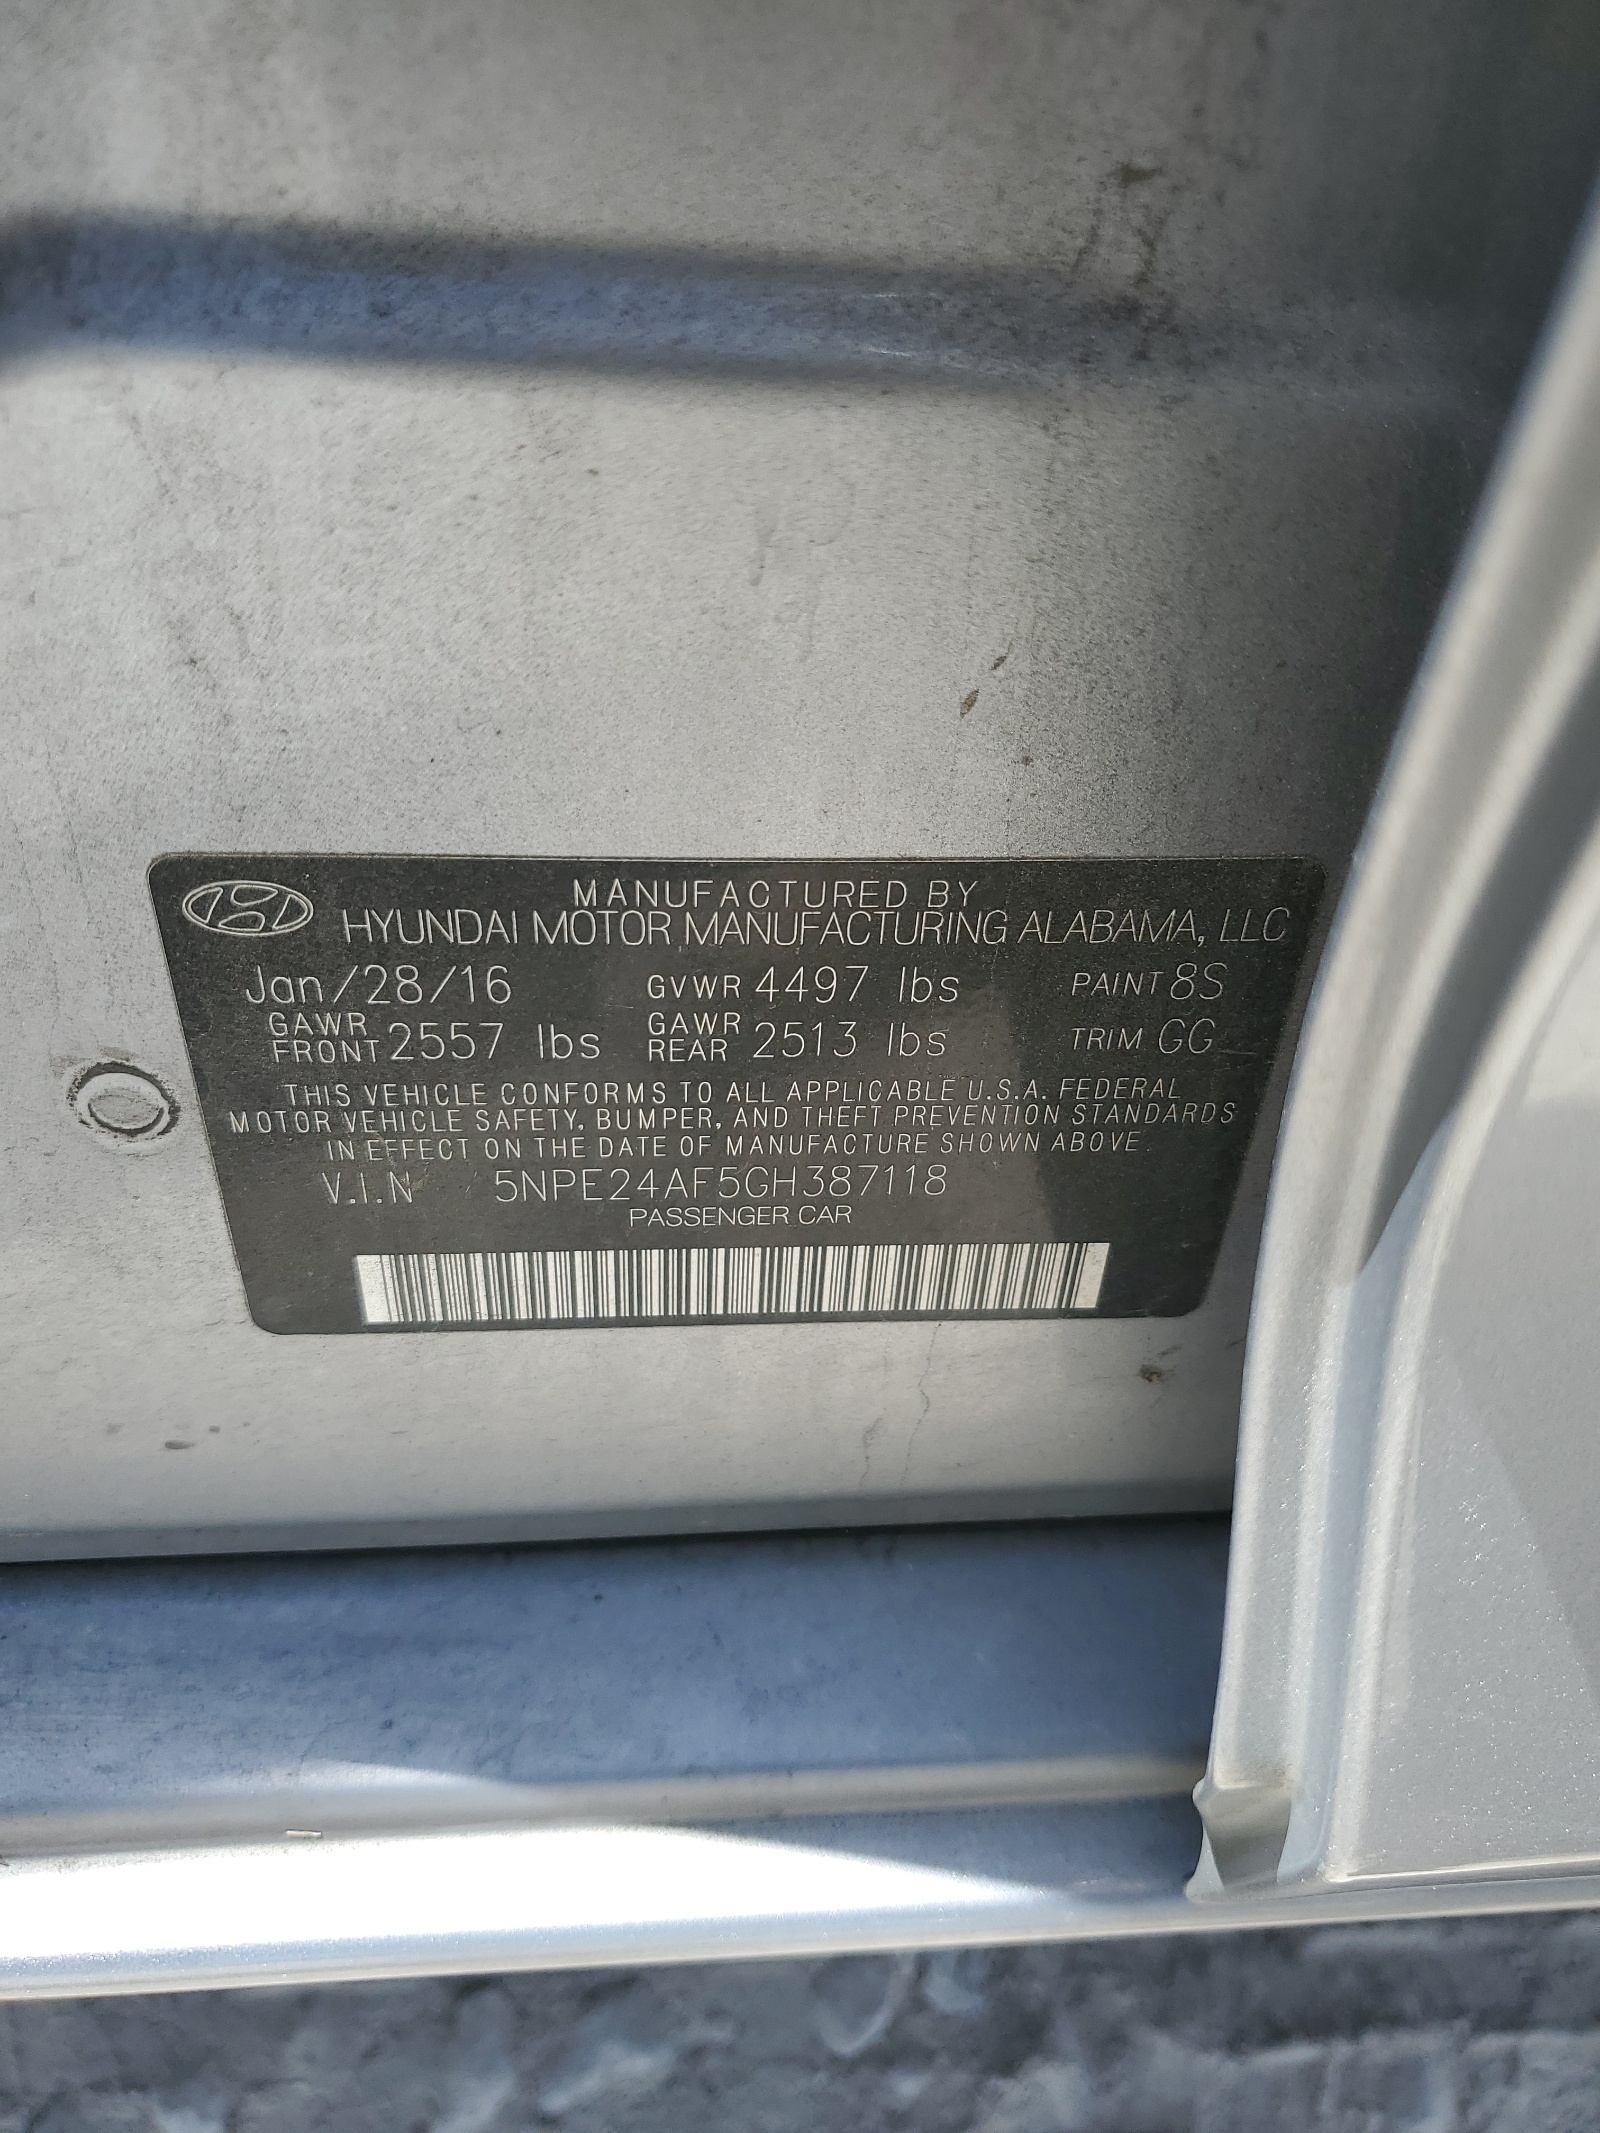 MANUFACTURED BY
HYUNDAI MOTOR MANUFACTURING ALABAMA, LLC
Jan/28/16 GVWR 4497 lbs PAINT 8S
GAWR FRONT 2557 lbs GAWR REAR 2513 lbs TRIM GG
THIS VEHICLE CONFORMS TO ALL APPLICABLE U.S.A. FEDERAL
MOTOR VEHICLE SAFETY, BUMPER, AND THEFT PREVENTION STANDARDS
IN EFFECT ON THE DATE OF MANUFACTURE SHOWN ABOVE.
V.I.N 5NPE24AF5GH387118
PASSENGER CAR